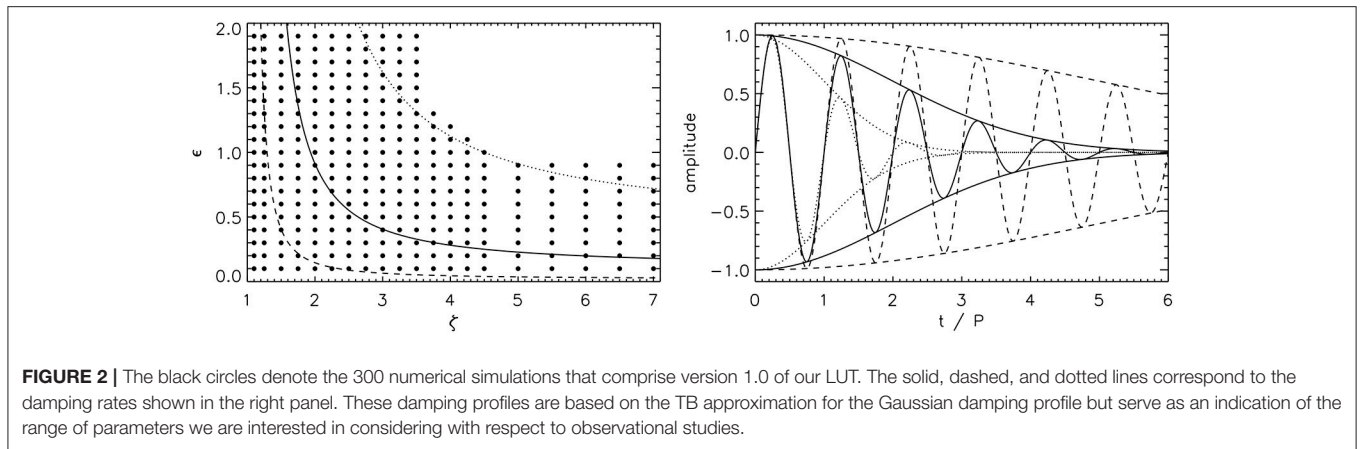 2.0
1.5
1.0
0.5
0.0
ϵ
1 2 3 4 5 6 7
ζ
1.0
0.5
0.0
−0.5
−1.0
amplitude
0 1 2 3 4 5 6
t / P
FIGURE 2 | The black circles denote the 300 numerical simulations that comprise version 1.0 of our LUT. The solid, dashed, and dotted lines correspond to the
damping rates shown in the right panel. These damping profiles are based on the TB approximation for the Gaussian damping profile but serve as an indication of the
range of parameters we are interested in considering with respect to observational studies.